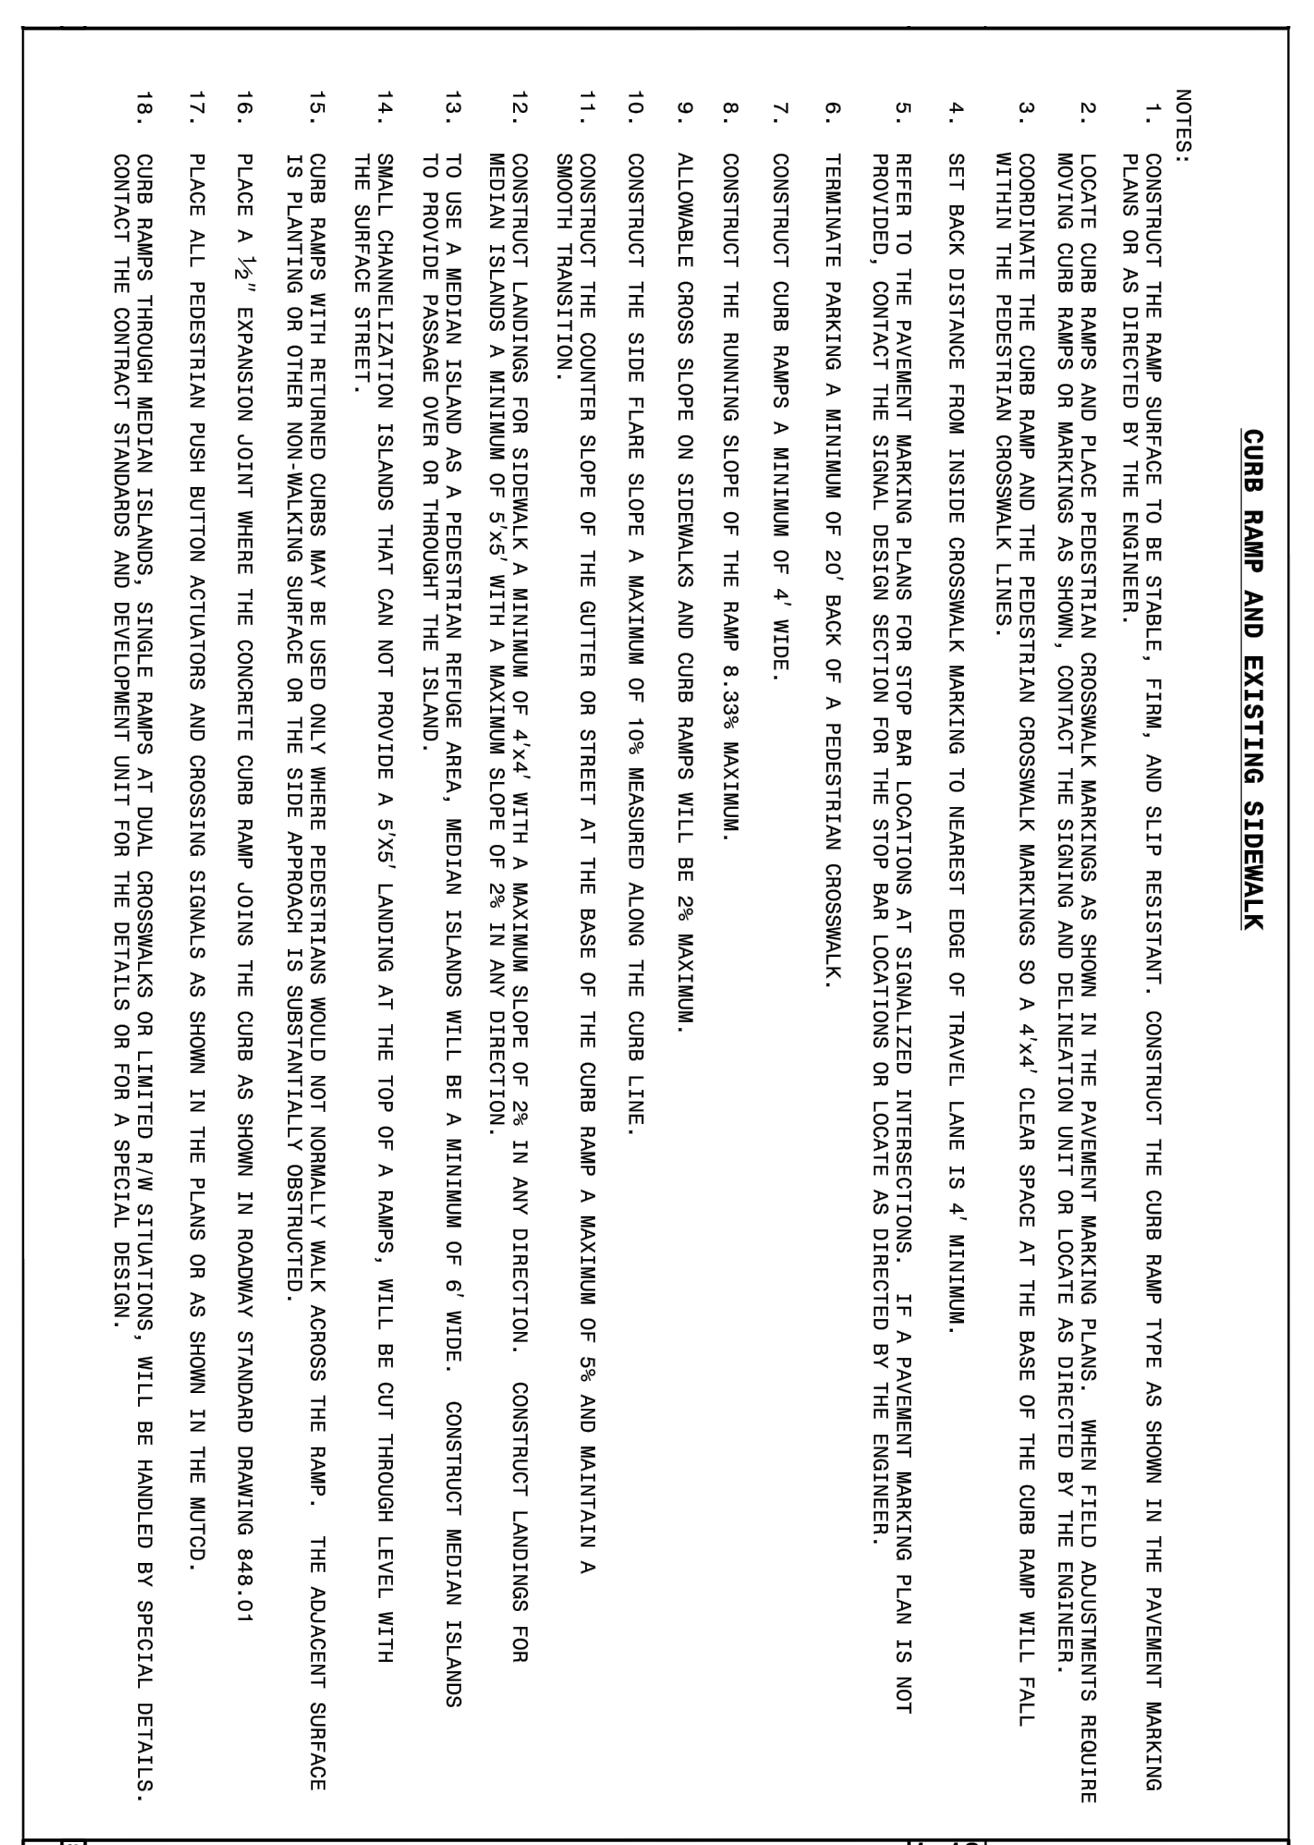 CURB RAMP AND EXISTING SIDEWALK
NOTES:
1. CONSTRUCT THE RAMP SURFACE TO BE STABLE, FIRM, AND SLIP RESISTANT. CONSTRUCT THE CURB RAMP TYPE AS SHOWN IN THE PAVEMENT MARKING
PLANS OR AS DIRECTED BY THE ENGINEER.
2. LOCATE CURB RAMPS AND PLACE PEDESTRIAN CROSSWALK MARKINGS AS SHOWN IN THE PAVEMENT MARKING PLANS. WHEN FIELD ADJUSTMENTS REQUIRE
MOVING CURB RAMPS OR MARKINGS AS SHOWN, CONTACT THE SIGNING AND DELINEATION UNIT OR LOCATE AS DIRECTED BY THE ENGINEER.
3. COORDINATE THE CURB RAMP AND THE PEDESTRIAN CROSSWALK MARKINGS SO A 4'x4' CLEAR SPACE AT THE BASE OF THE CURB RAMP WILL FALL
WITHIN THE PEDESTRIAN CROSSWALK LINES.
4. SET BACK DISTANCE FROM INSIDE CROSSWALK MARKING TO NEAREST EDGE OF TRAVEL LANE IS 4' MINIMUM.
5. REFER TO THE PAVEMENT MARKING PLANS FOR STOP BAR LOCATIONS AT SIGNALIZED INTERSECTIONS. IF A PAVEMENT MARKING PLAN IS NOT
PROVIDED, CONTACT THE SIGNAL DESIGN SECTION FOR THE STOP BAR LOCATIONS OR LOCATE AS DIRECTED BY THE ENGINEER.
6. TERMINATE PARKING A MINIMUM OF 20' BACK OF A PEDESTRIAN CROSSWALK.
7. CONSTRUCT CURB RAMPS A MINIMUM OF 4' WIDE.
8. CONSTRUCT THE RUNNING SLOPE OF THE RAMP 8.33% MAXIMUM.
9. ALLOWABLE CROSS SLOPE ON SIDEWALKS AND CURB RAMPS WILL BE 2% MAXIMUM.
10. CONSTRUCT THE SIDE FLARE SLOPE A MAXIMUM OF 10% MEASURED ALONG THE CURB LINE.
11. CONSTRUCT THE COUNTER SLOPE OF THE GUTTER OR STREET AT THE BASE OF THE CURB RAMP A MAXIMUM OF 5% AND MAINTAIN A
SMOOTH TRANSITION.
12. CONSTRUCT LANDINGS FOR SIDEWALK A MINIMUM OF 4'x4' WITH A MAXIMUM SLOPE OF 2% IN ANY DIRECTION. CONSTRUCT LANDINGS FOR
MEDIAN ISLANDS A MINIMUM OF 5'x5' WITH A MAXIMUM SLOPE OF 2% IN ANY DIRECTION.
13. TO USE A MEDIAN ISLAND AS A PEDESTRIAN REFUGE AREA, MEDIAN ISLANDS WILL BE A MINIMUM OF 6' WIDE. CONSTRUCT MEDIAN ISLANDS
TO PROVIDE PASSAGE OVER OR THROUGHT THE ISLAND.
14. SMALL CHANNELIZATION ISLANDS THAT CAN NOT PROVIDE A 5'X5' LANDING AT THE TOP OF A RAMPS, WILL BE CUT THROUGH LEVEL WITH
THE SURFACE STREET.
15. CURB RAMPS WITH RETURNED CURBS MAY BE USED ONLY WHERE PEDESTRIANS WOULD NOT NORMALLY WALK ACROSS THE RAMP. THE ADJACENT SURFACE
IS PLANTING OR OTHER NON-WALKING SURFACE OR THE SIDE APPROACH IS SUBSTANTIALLY OBSTRUCTED.
16. PLACE A ½" EXPANSION JOINT WHERE THE CONCRETE CURB RAMP JOINS THE CURB AS SHOWN IN ROADWAY STANDARD DRAWING 848.01
17. PLACE ALL PEDESTRIAN PUSH BUTTON ACTUATORS AND CROSSING SIGNALS AS SHOWN IN THE PLANS OR AS SHOWN IN THE MUTCD.
18. CURB RAMPS THROUGH MEDIAN ISLANDS, SINGLE RAMPS AT DUAL CROSSWALKS OR LIMITED R/W SITUATIONS, WILL BE HANDLED BY SPECIAL DETAILS.
CONTACT THE CONTRACT STANDARDS AND DEVELOPMENT UNIT FOR THE DETAILS OR FOR A SPECIAL DESIGN.